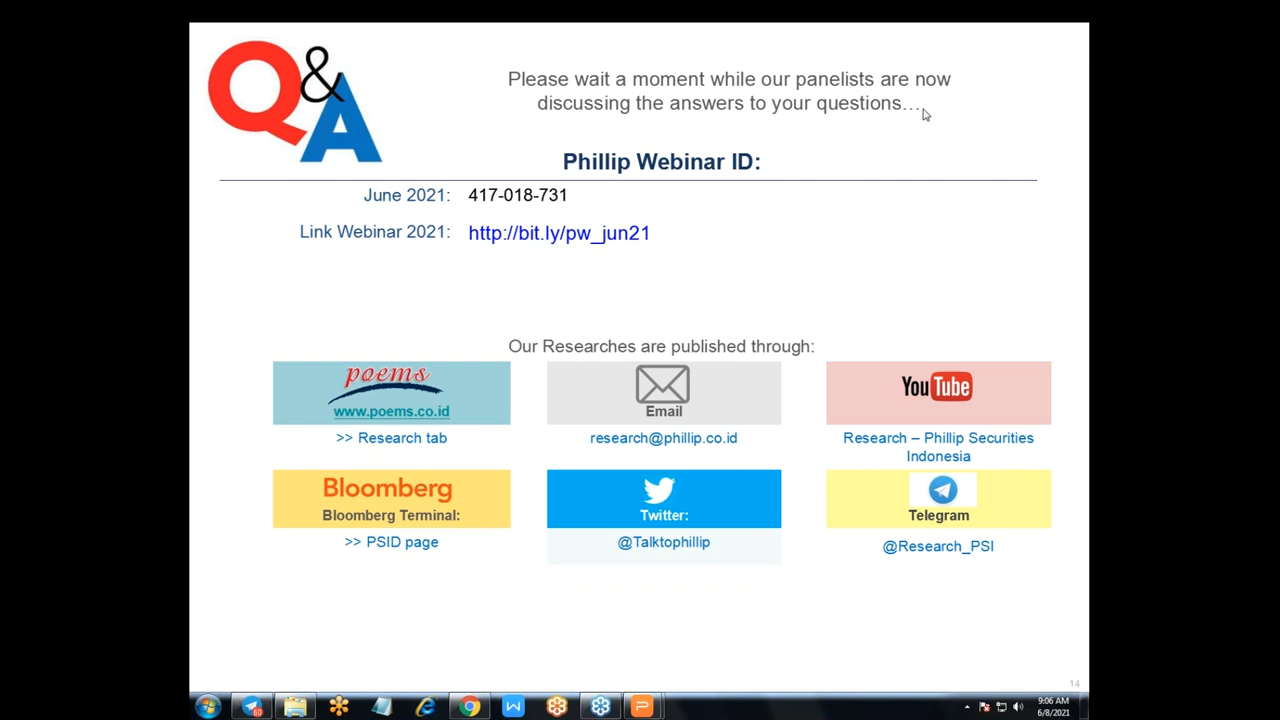 Q&A
Please wait a moment while our panelists are now
discussing the answers to your questions…
Phillip Webinar ID:
June 2021: 417-018-731
Link Webinar 2021: http://bit.ly/pw_jun21
Our Researches are published through:
poems
www.poems.co.id
>> Research tab
Email
research@phillip.co.id
YouTube
Research – Phillip Securities
Indonesia
Bloomberg
Bloomberg Terminal:
>> PSID page
Twitter:
@Talktophillip
Telegram
@Research_PSI
14
60
W
P
9:06 AM
6/8/2021